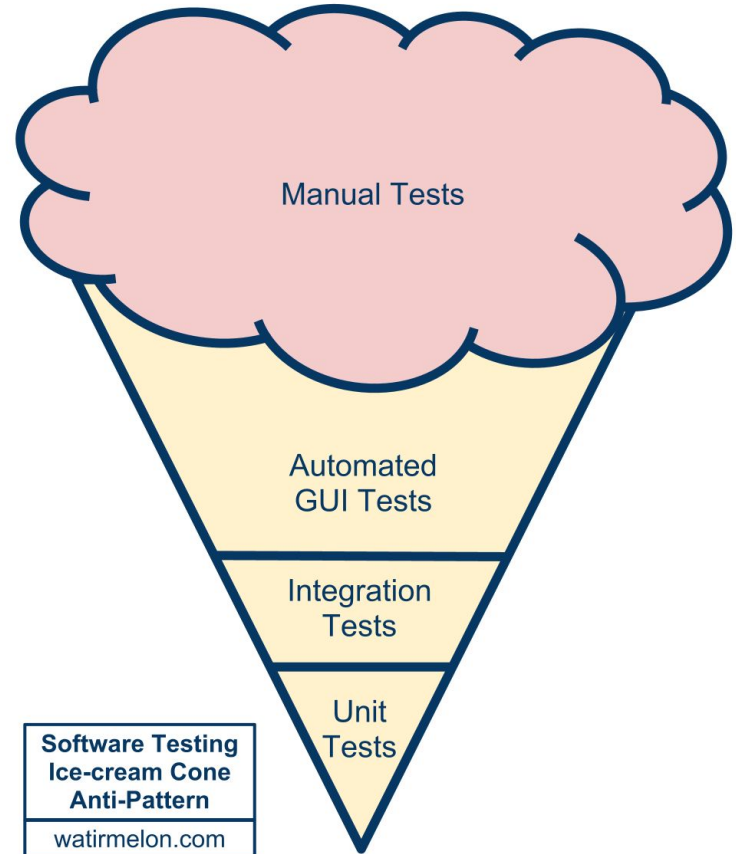 Manual Tests
Automated
GUI Tests
Integration
Tests
Unit
Tests
Software Testing
Ice-cream Cone
Anti-Pattern
watirmelon.com